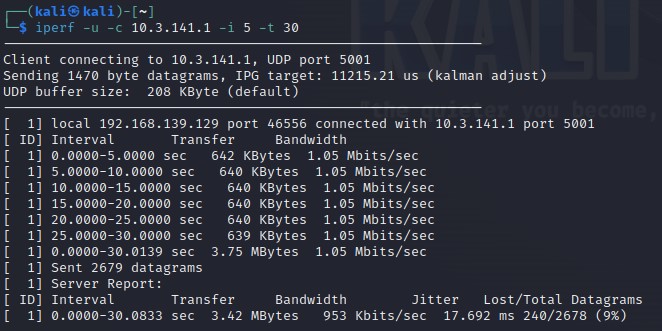 KALI
"the quieter you become,
┌──(kali㉿kali)-[~]
└─$ iperf -u -c 10.3.141.1 -i 5 -t 30
------------------------------------------------------------
Client connecting to 10.3.141.1, UDP port 5001
Sending 1470 byte datagrams, IPG target: 11215.21 us (kalman adjust)
UDP buffer size:  208 KByte (default)
------------------------------------------------------------
[  1] local 192.168.139.129 port 46556 connected with 10.3.141.1 port 5001
[ ID] Interval       Transfer     Bandwidth
[  1] 0.0000-5.0000 sec   642 KBytes  1.05 Mbits/sec
[  1] 5.0000-10.0000 sec   640 KBytes  1.05 Mbits/sec
[  1] 10.0000-15.0000 sec   640 KBytes  1.05 Mbits/sec
[  1] 15.0000-20.0000 sec   640 KBytes  1.05 Mbits/sec
[  1] 20.0000-25.0000 sec   640 KBytes  1.05 Mbits/sec
[  1] 25.0000-30.0000 sec   639 KBytes  1.05 Mbits/sec
[  1] 0.0000-30.0139 sec  3.75 MBytes  1.05 Mbits/sec
[  1] Sent 2679 datagrams
[  1] Server Report:
[ ID] Interval       Transfer     Bandwidth        Jitter   Lost/Total Datagrams
[  1] 0.0000-30.0833 sec  3.42 MBytes   953 Kbits/sec   17.692 ms 240/2678 (9%)